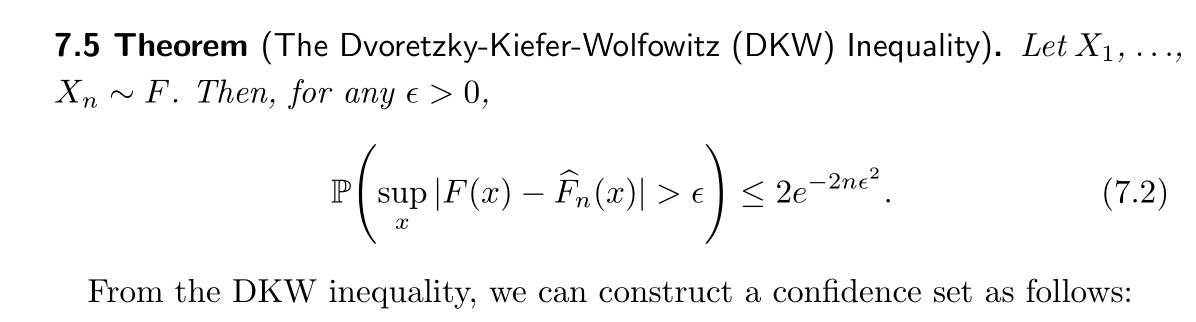 7.5 Theorem (The Dvoretzky-Kiefer-Wolfowitz (DKW) Inequality). Let X₁, ...,
Xₙ ∼ F. Then, for any ϵ > 0,
ℙ( sup_x |F(x) − F̂ₙ(x)| > ϵ ) ≤ 2e^{−2nϵ²}. (7.2)
From the DKW inequality, we can construct a confidence set as follows: